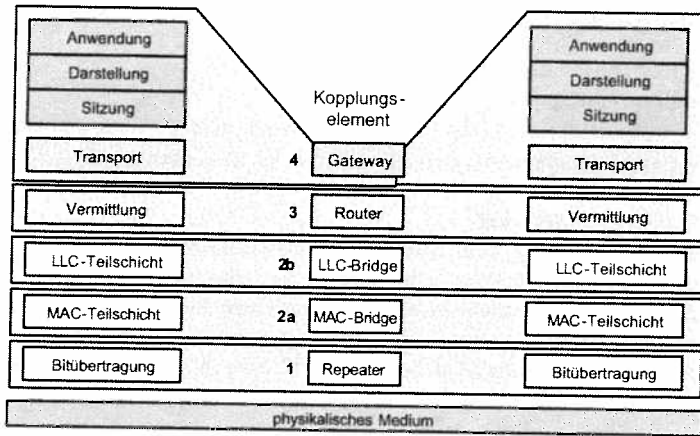 Anwendung
Darstellung
Sitzung
Transport
Vermittlung
LLC-Teilschicht
MAC-Teilschicht
Bitübertragung
Kopplungs-
element
4 Gateway
3 Router
2b LLC-Bridge
2a MAC-Bridge
1 Repeater
Anwendung
Darstellung
Sitzung
Transport
Vermittlung
LLC-Teilschicht
MAC-Teilschicht
Bitübertragung
physikalisches Medium